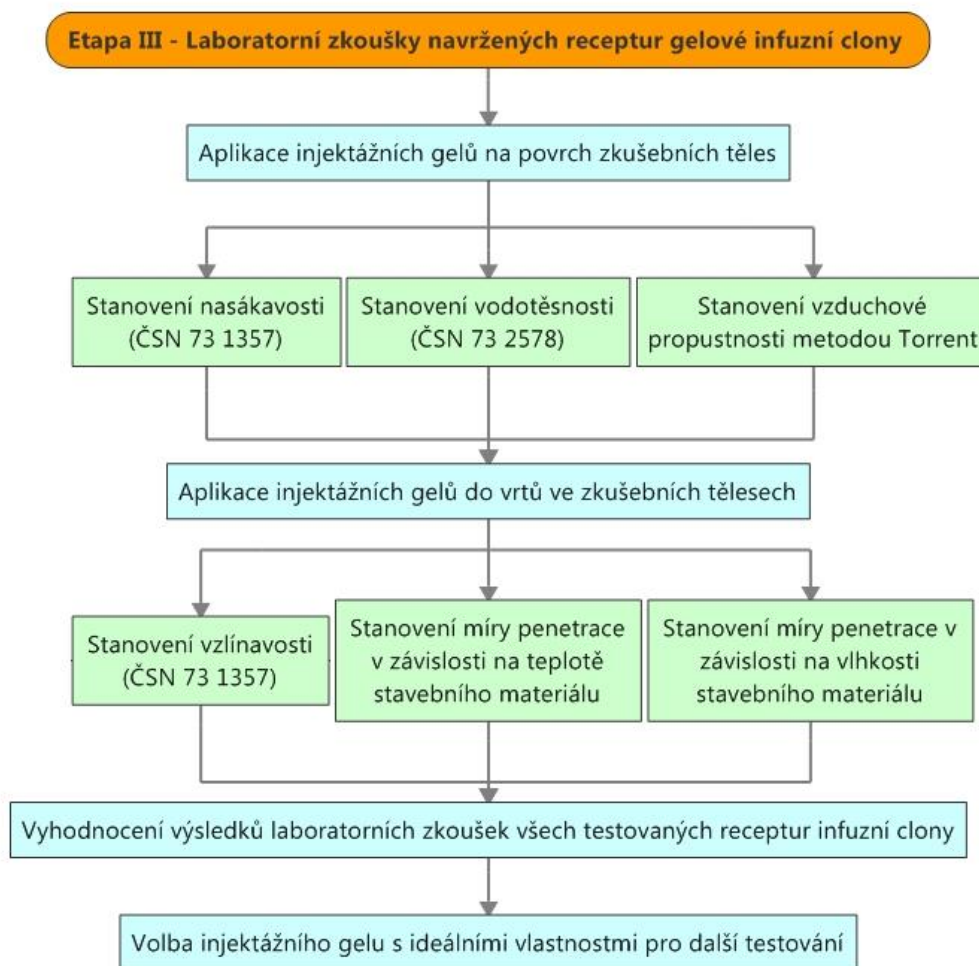 Etapa III - Laboratorní zkoušky navržených receptur gelové infuzní clony
Aplikace injektážních gelů na povrch zkušebních těles
Stanovení nasákavosti
(ČSN 73 1357)
Stanovení vodotěsnosti
(ČSN 73 2578)
Stanovení vzduchové
propustnosti metodou Torrent
Aplikace injektážních gelů do vrtů ve zkušebních tělesech
Stanovení vzlínavosti
(ČSN 73 1357)
Stanovení míry penetrace
v závislosti na teplotě
stavebního materiálu
Stanovení míry penetrace v
závislosti na vlhkosti
stavebního materiálu
Vyhodnocení výsledků laboratorních zkoušek všech testovaných receptur infuzní clony
Volba injektážního gelu s ideálními vlastnostmi pro další testování